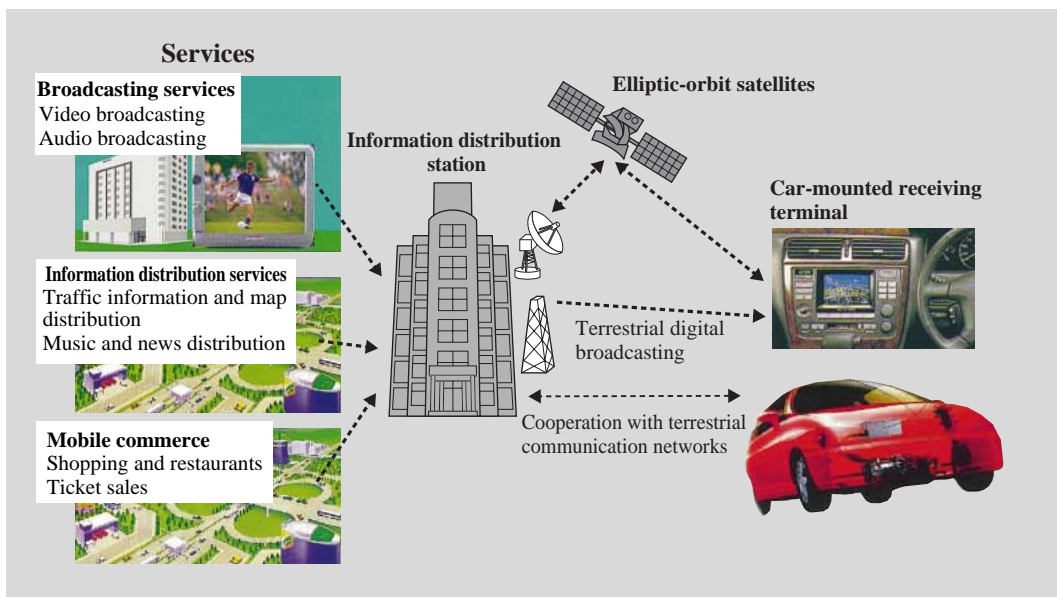 Services
Broadcasting services
Video broadcasting
Audio broadcasting
Information distribution services
Traffic information and map
distribution
Music and news distribution
Mobile commerce
Shopping and restaurants
Ticket sales
Information distribution
station
Elliptic-orbit satellites
Car-mounted receiving
terminal
Terrestrial digital
broadcasting
Cooperation with terrestrial
communication networks